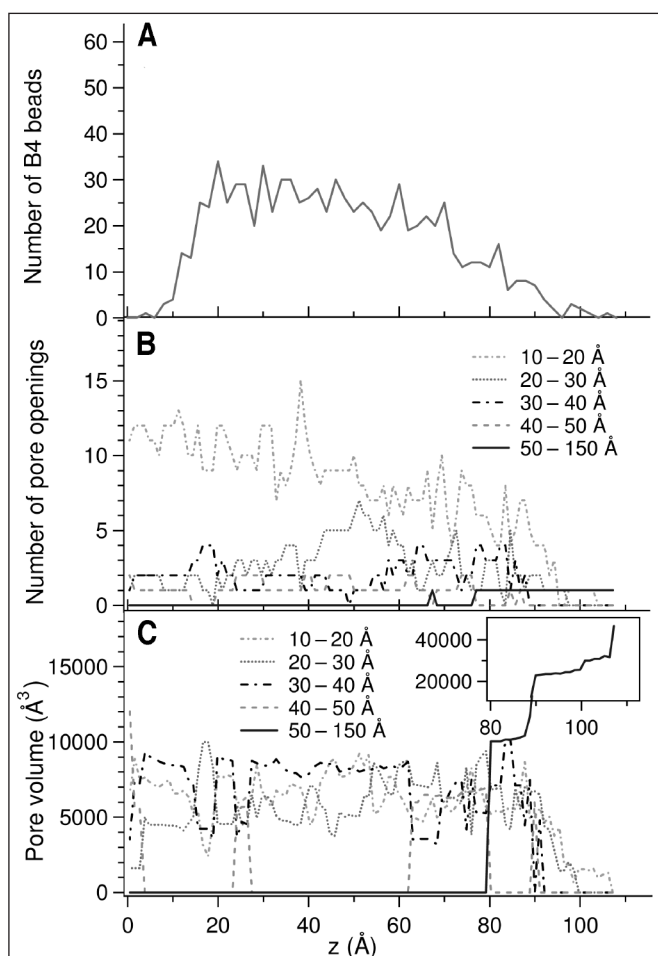 A
60
50
40
30
20
10
0
Number of B4 beads
B
15
10
5
0
Number of pore openings
10 – 20 Å
20 – 30 Å
30 – 40 Å
40 – 50 Å
50 – 150 Å
C
15000
10000
5000
0
Pore volume (Å³)
10 – 20 Å
20 – 30 Å
30 – 40 Å
40 – 50 Å
50 – 150 Å
40000
20000
80
100
0
20
40
60
80
100
z (Å)